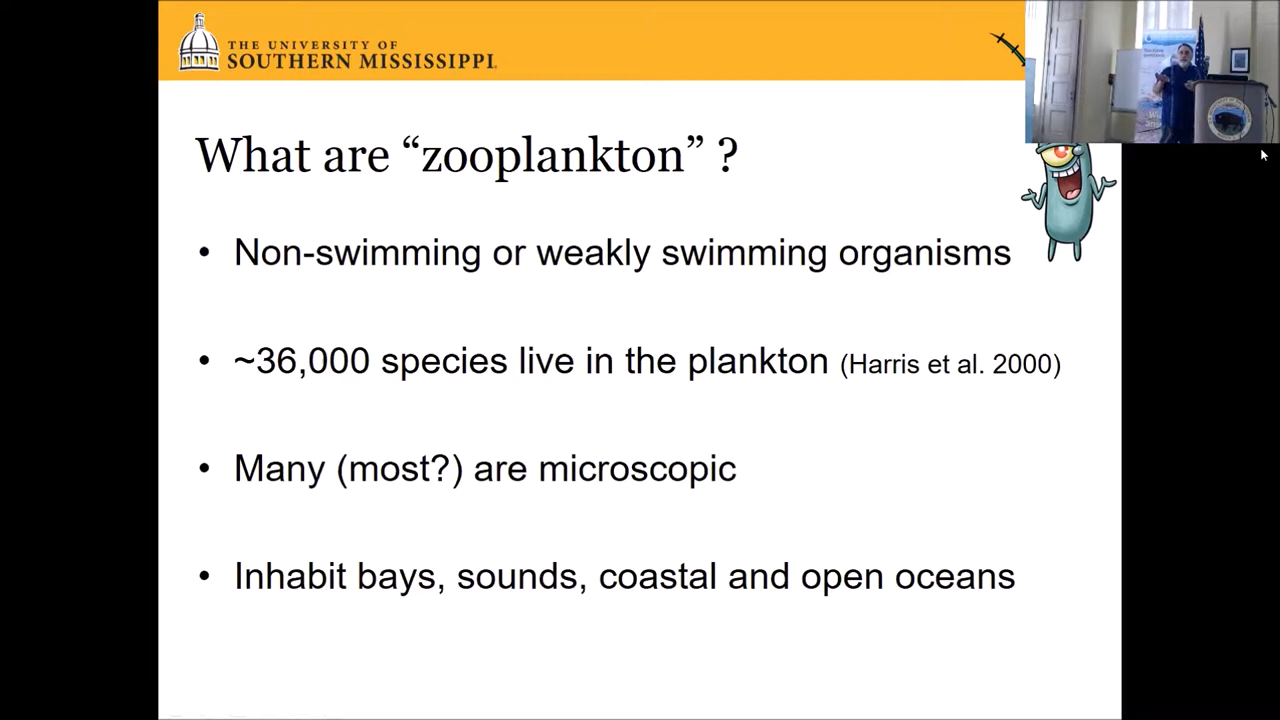 THE UNIVERSITY OF
SOUTHERN MISSISSIPPI.
What are “zooplankton” ?
• Non-swimming or weakly swimming organisms
• ~36,000 species live in the plankton (Harris et al. 2000)
• Many (most?) are microscopic
• Inhabit bays, sounds, coastal and open oceans